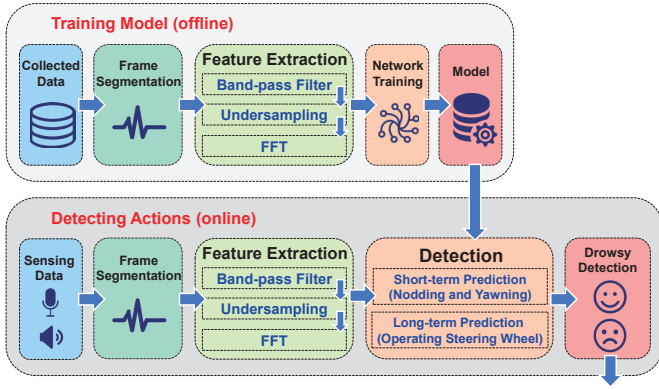 Training Model (offline)
Collected
Data
Frame
Segmentation
Feature Extraction
Band-pass Filter
Undersampling
FFT
Network
Training
Model
Detecting Actions (online)
Sensing
Data
Frame
Segmentation
Feature Extraction
Band-pass Filter
Undersampling
FFT
Detection
Short-term Prediction
(Nodding and Yawning)
Long-term Prediction
(Operating Steering Wheel)
Drowsy
Detection